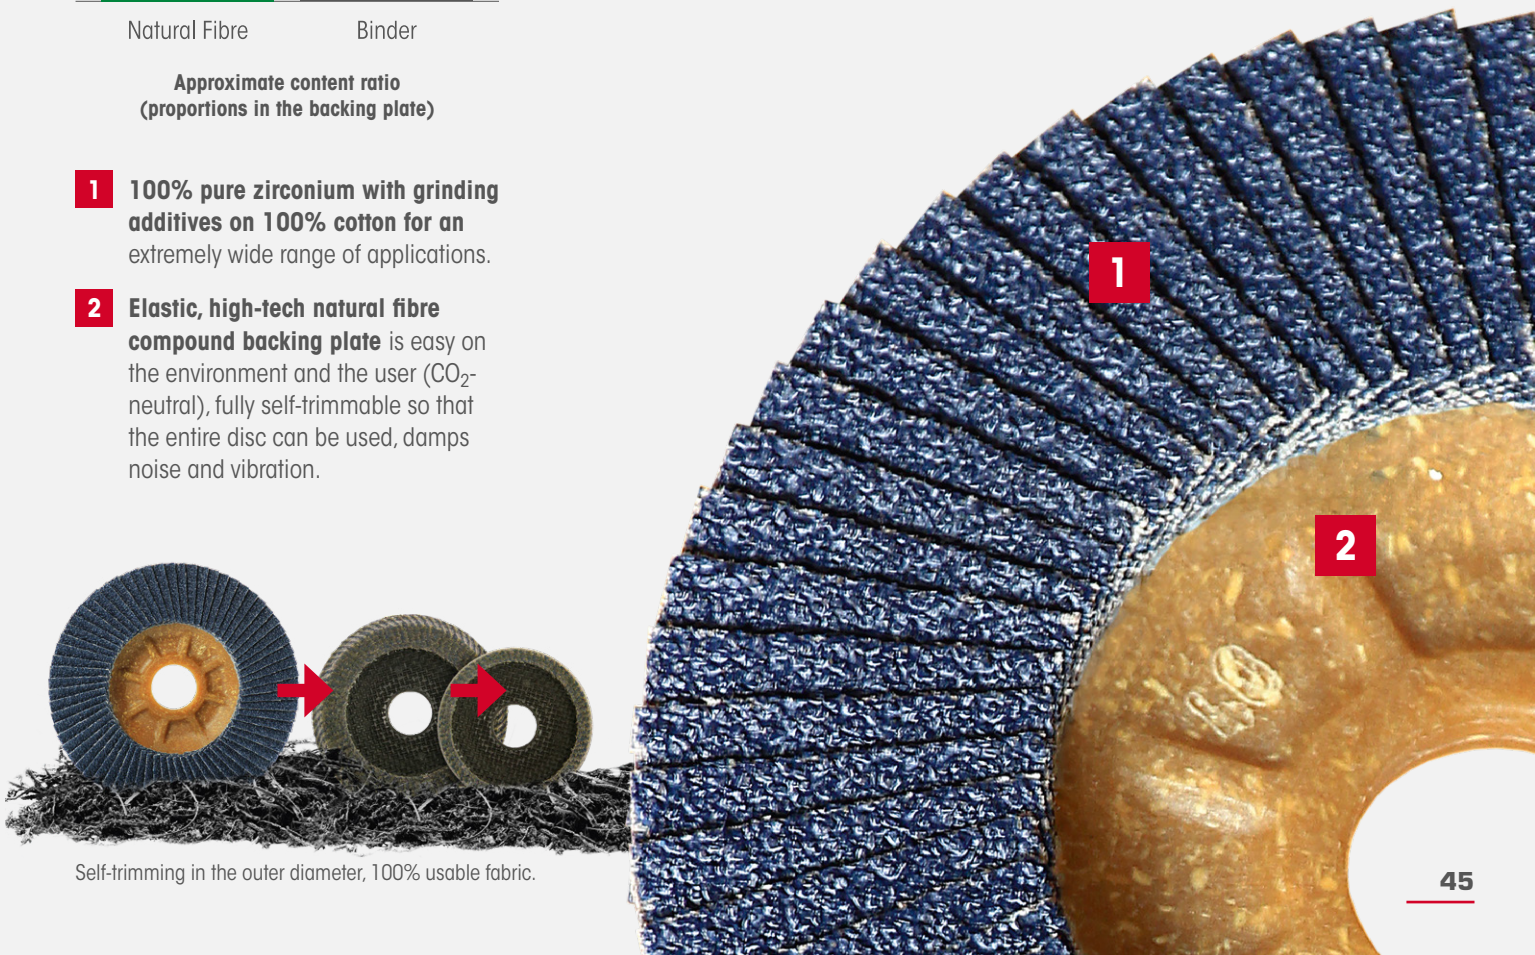 Natural Fibre
Binder
Approximate content ratio
(proportions in the backing plate)
1
100% pure zirconium with grinding
additives on 100% cotton for an
extremely wide range of applications.
2
Elastic, high-tech natural fibre
compound backing plate is easy on
the environment and the user (CO₂-
neutral), fully self-trimmable so that
the entire disc can be used, damps
noise and vibration.
Self-trimming in the outer diameter, 100% usable fabric.
1
2
45